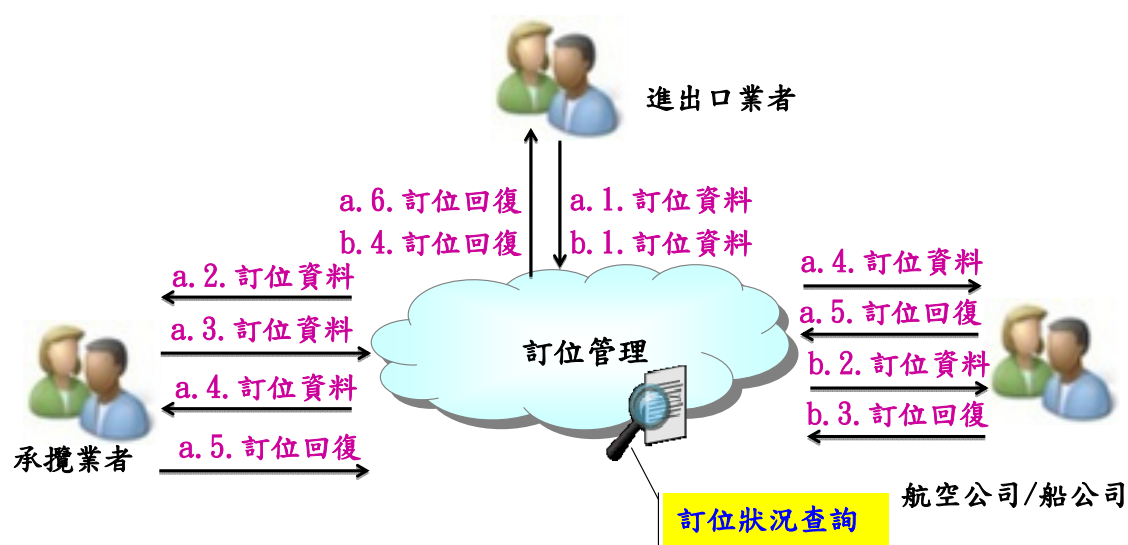 進出口業者
a.6.訂位回復
b.4.訂位回復
a.1.訂位資料
b.1.訂位資料
a.2.訂位資料
a.3.訂位資料
a.4.訂位資料
a.5.訂位回復
承攬業者
訂位管理
a.4.訂位資料
a.5.訂位回復
b.2.訂位資料
b.3.訂位回復
航空公司/船公司
訂位狀況查詢